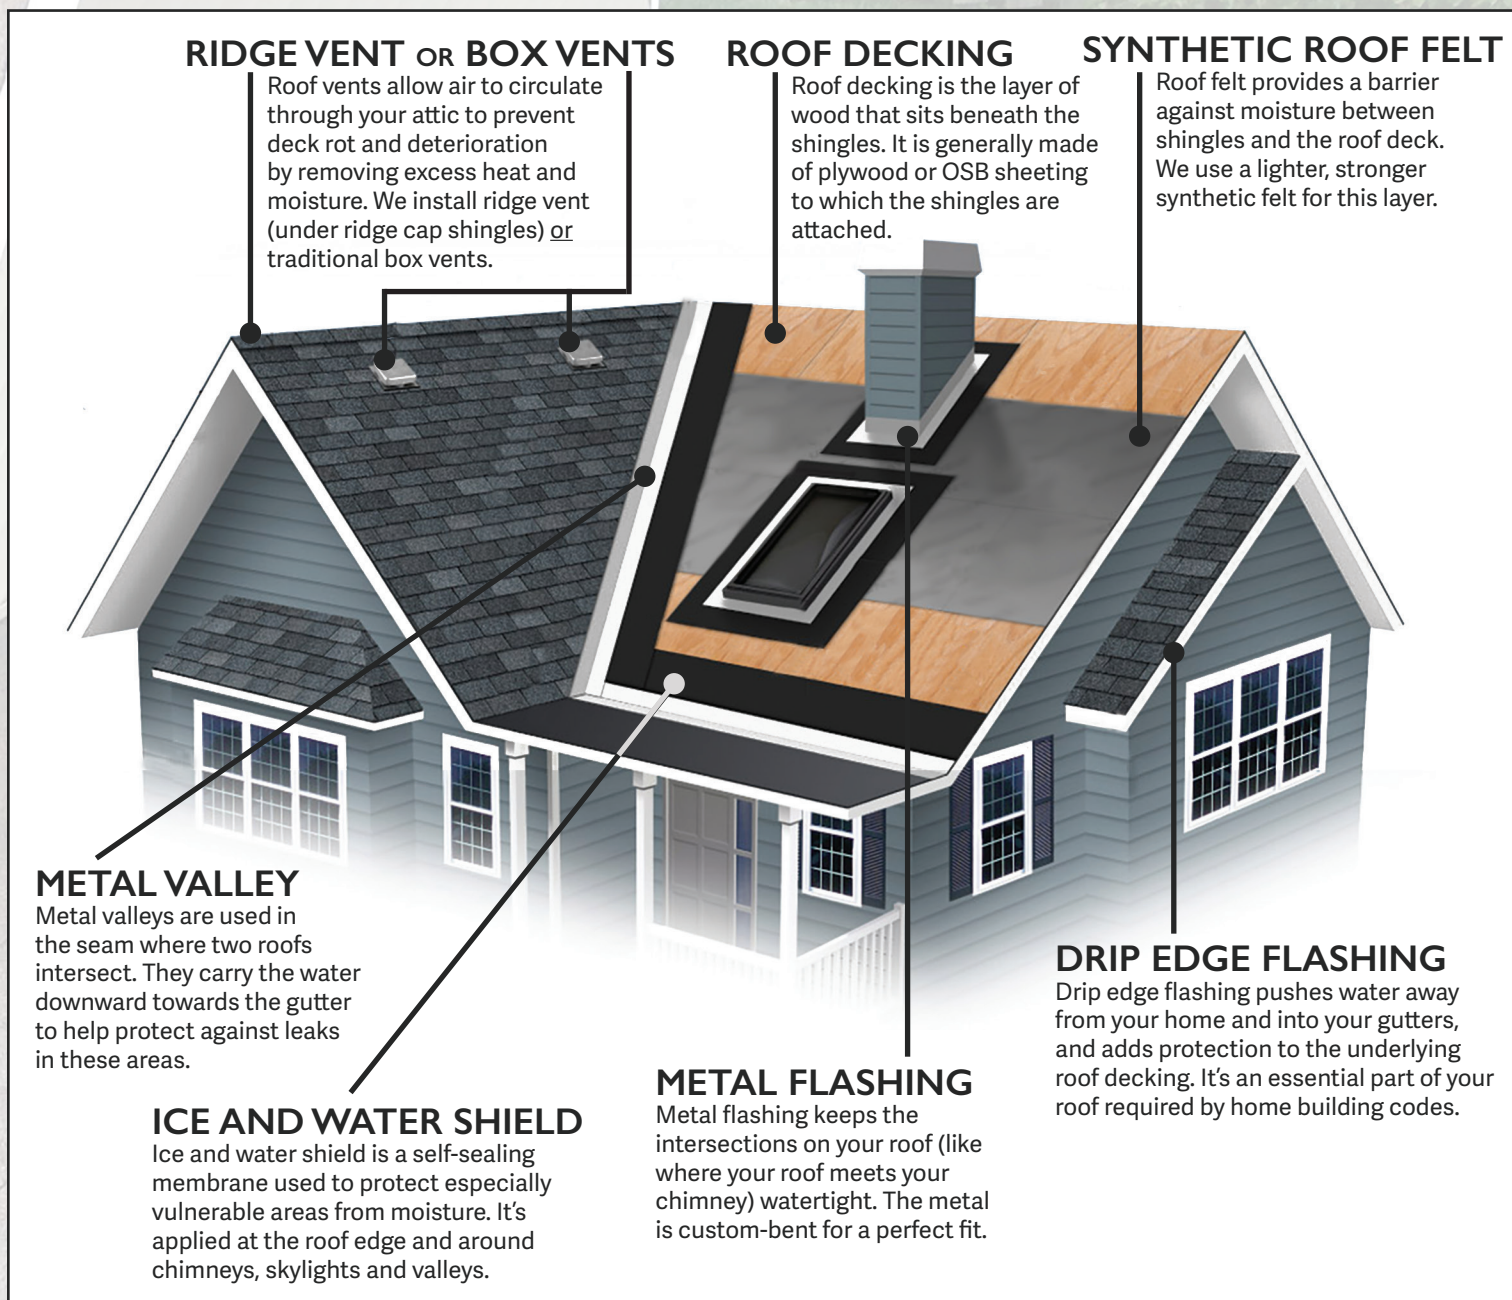 RIDGE VENT OR BOX VENTS
Roof vents allow air to circulate
through your attic to prevent
deck rot and deterioration
by removing excess heat and
moisture. We install ridge vent
(under ridge cap shingles) or
traditional box vents.
ROOF DECKING
Roof decking is the layer of
wood that sits beneath the
shingles. It is generally made
of plywood or OSB sheeting
to which the shingles are
attached.
SYNTHETIC ROOF FELT
Roof felt provides a barrier
against moisture between
shingles and the roof deck.
We use a lighter, stronger
synthetic felt for this layer.
METAL VALLEY
Metal valleys are used in
the seam where two roofs
intersect. They carry the water
downward towards the gutter
to help protect against leaks
in these areas.
ICE AND WATER SHIELD
Ice and water shield is a self-sealing
membrane used to protect especially
vulnerable areas from moisture. It's
applied at the roof edge and around
chimneys, skylights and valleys.
METAL FLASHING
Metal flashing keeps the
intersections on your roof (like
where your roof meets your
chimney) watertight. The metal
is custom-bent for a perfect fit.
DRIP EDGE FLASHING
Drip edge flashing pushes water away
from your home and into your gutters,
and adds protection to the underlying
roof decking. It's an essential part of your
roof required by home building codes.